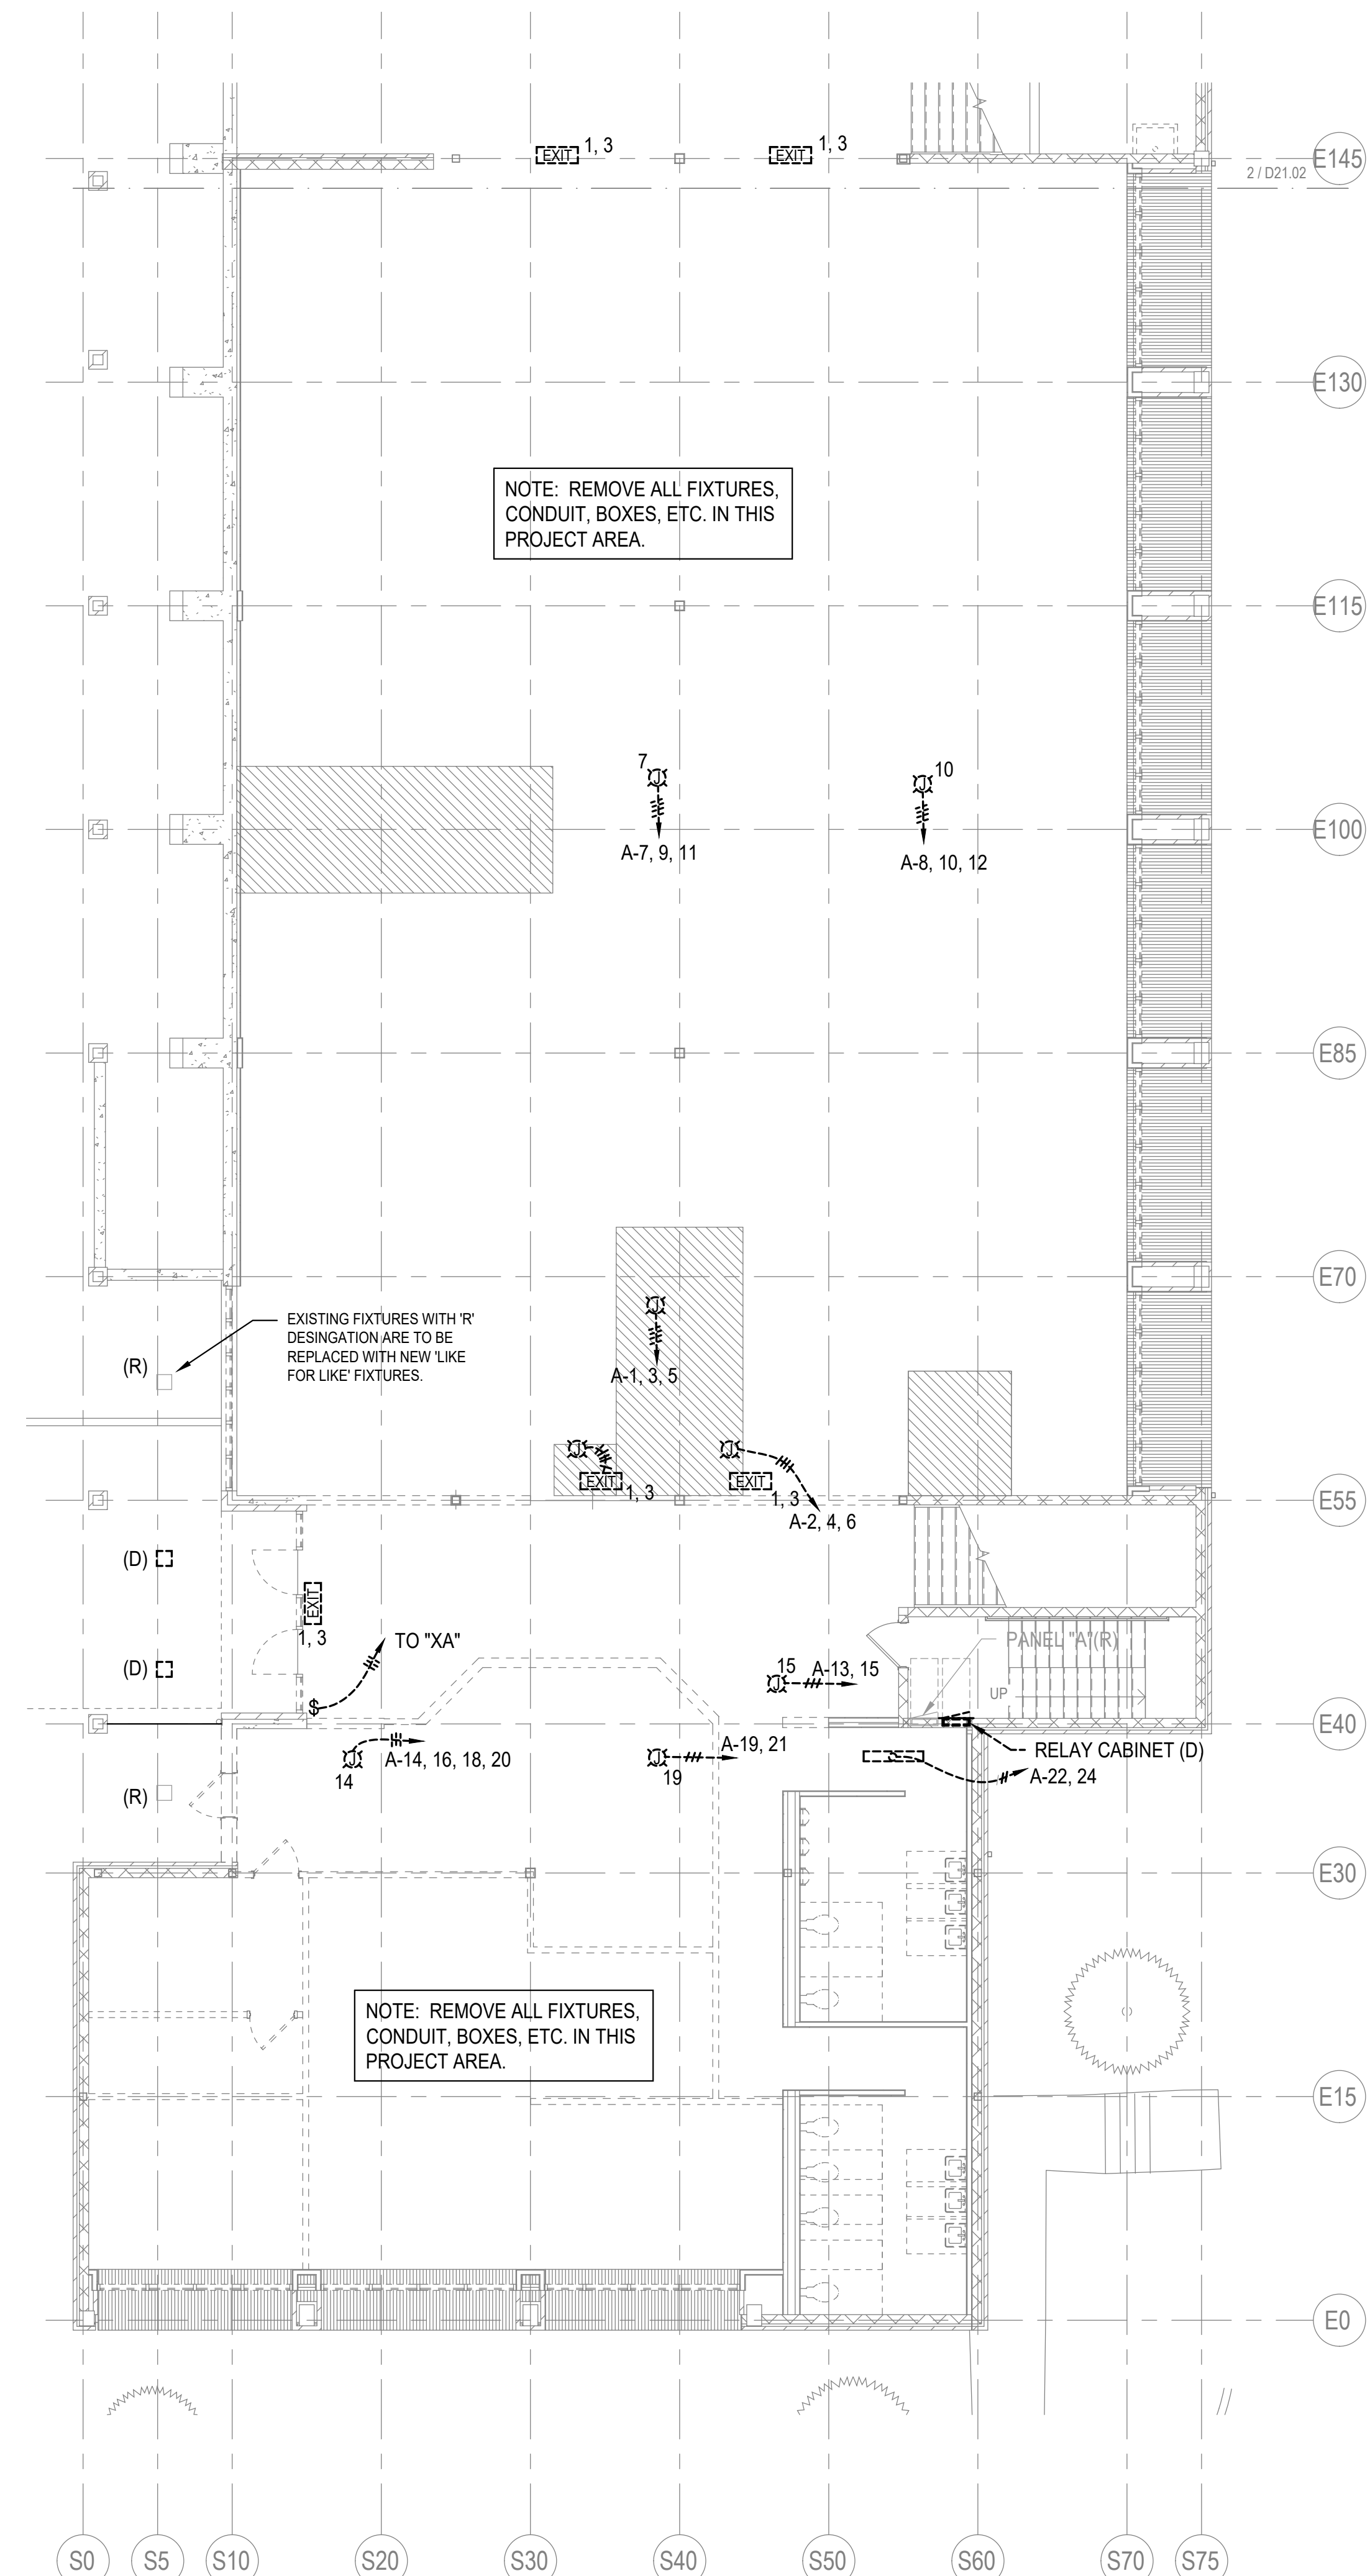 EXIT 1, 3
EXIT 1, 3
E145
2 / D21.02
E130
NOTE: REMOVE ALL FIXTURES,
CONDUIT, BOXES, ETC. IN THIS
PROJECT AREA.
E115
7
J
10
J
E100
A-7, 9, 11
A-8, 10, 12
E85
E70
J
EXISTING FIXTURES WITH 'R'
DESINGATION ARE TO BE
REPLACED WITH NEW 'LIKE
FOR LIKE' FIXTURES.
(R)
A-1, 3, 5
J
J
EXIT
1, 3
EXIT
1, 3
E55
A-2, 4, 6
(D)
EXIT
1, 3
TO "XA"
PANEL "A"(R)
(D)
15
J
A-13, 15
UP
$
E40
A-19, 21
RELAY CABINET (D)
J
A-14, 16, 18, 20
J
14
19
A-22, 24
(R)
E30
NOTE: REMOVE ALL FIXTURES,
CONDUIT, BOXES, ETC. IN THIS
PROJECT AREA.
E15
E0
S0 S5 S10 S20 S30 S40 S50 S60 S70 S75